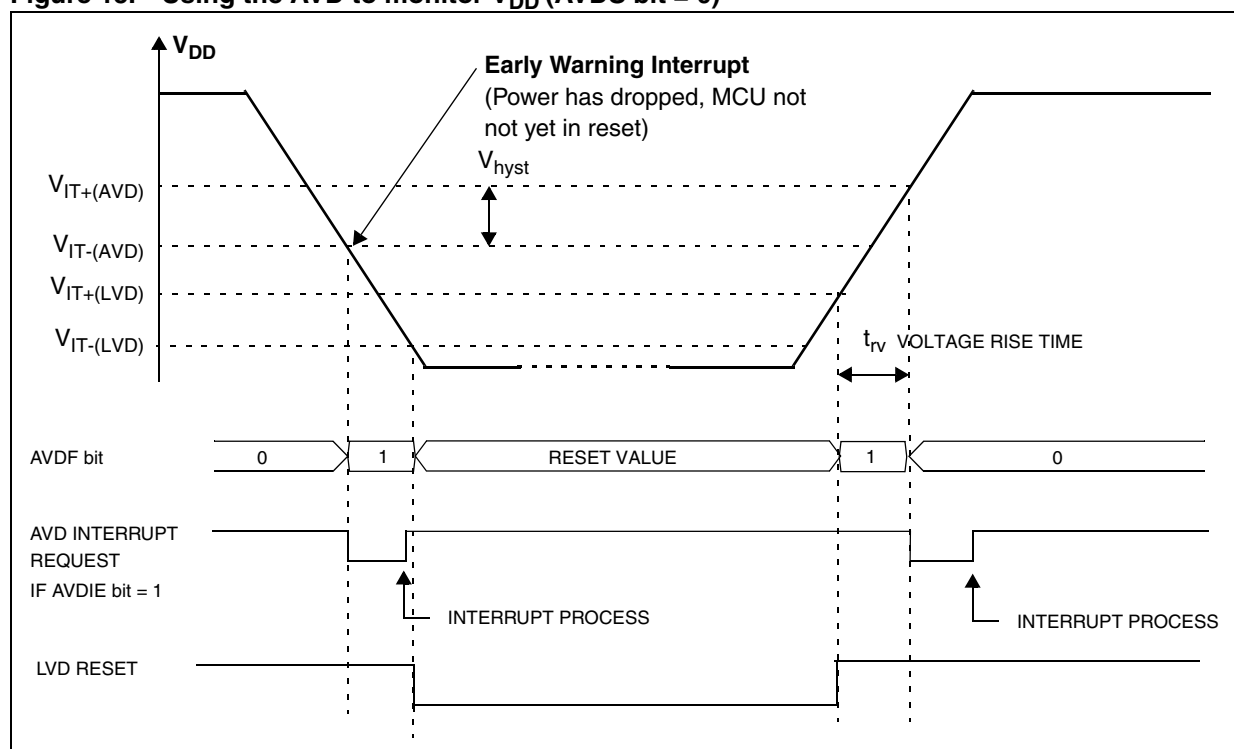 Figure 18. Using the AVD to monitor VDD (AVDS bit = 0)
VDD
Early Warning Interrupt
(Power has dropped, MCU not
not yet in reset)
Vhyst
VIT+(AVD)
VIT-(AVD)
VIT+(LVD)
VIT-(LVD)
trv VOLTAGE RISE TIME
AVDF bit
0
1
RESET VALUE
1
0
AVD INTERRUPT
REQUEST
IF AVDIE bit = 1
INTERRUPT PROCESS
INTERRUPT PROCESS
LVD RESET